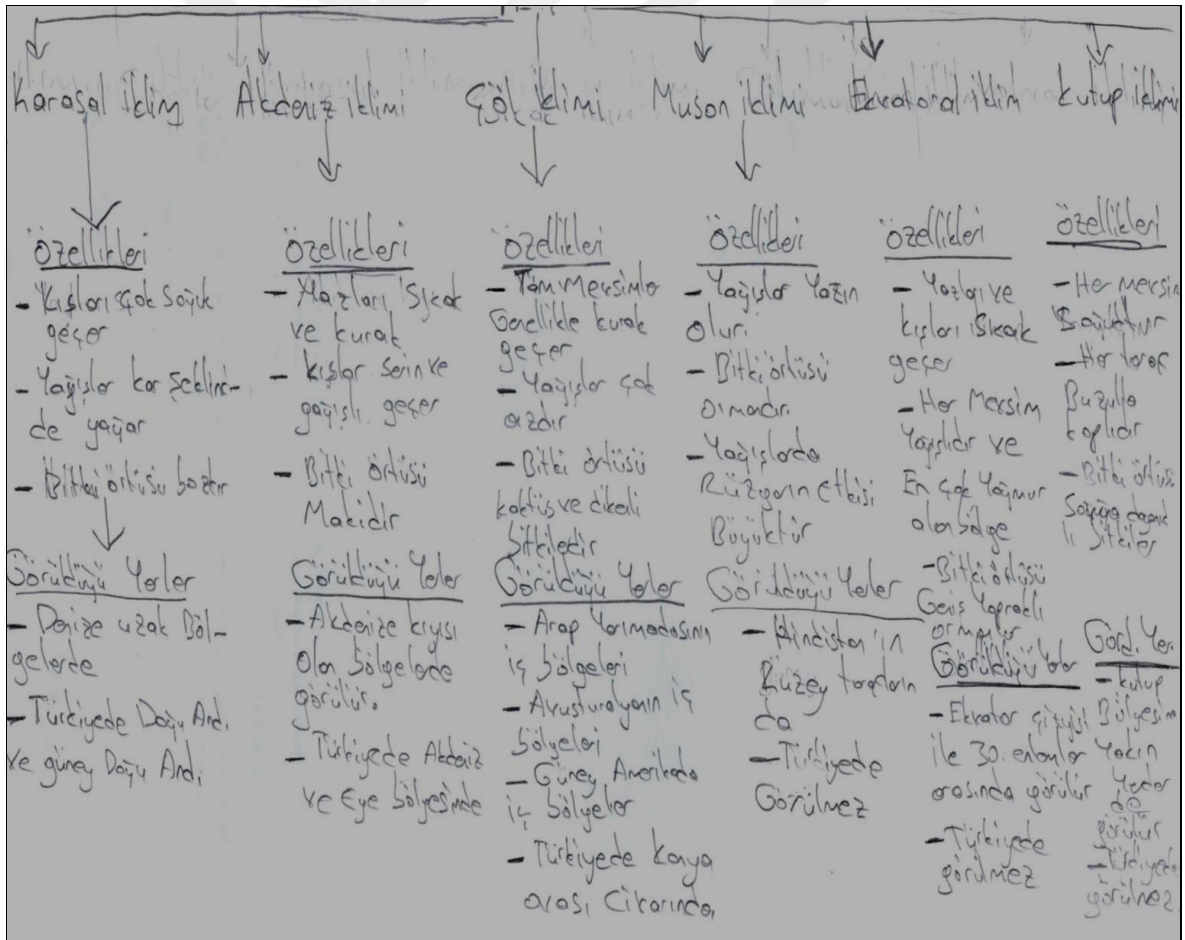 Karasal İklim
Akdeniz iklimi
Çöl iklimi
Muson iklimi
Ekvatoral iklim
kutup iklimi
Özellikleri
- Kışları çok soğuk
geçer
- Yağışlar kar şeklin-
de yağar
- Bitki örtüsü bozkır
Görüldüğü Yerler
- Denize uzak Böl-
gelerde
- Türkiyede Doğu And.
ve güney Doğu And.
Özellikleri
- Yazları Sıcak
ve kurak
- kışlar serin ve
yağışlı geçer
- Bitki örtüsü
Makidir
Görüldüğü Yerler
- Akdenize kıyısı
olan bölgelerde
görülür.
- Türkiyede Akdeniz
ve Ege bölgesinde
Özellikleri
- Tüm Mevsimler
Genellikle kurak
geçer
- Yağışlar çok
azdır
- Bitki örtüsü
kaktüs ve dikenli
bitkiledir
Görüldüğü Yerler
- Arap Yarımadasının
iç bölgeleri
- Avusturalyanın iç
bölgeleri
- Güney Amerikada
iç bölgeler
- Türkiyede Konya
ovası Civarında
Özellikleri
- Yağışlar Yazın
olur.
- Bitki örtüsü
Ormandır.
- Yağışlarda
Rüzgarın etkisi
Büyüktür
Görüldüğü Yerler
- Hindistan'ın
Kuzey
da
- Türkiyede
Görülmez
Özellikleri
- Yazları ve
kışları Sıcak
geçer
- Her Mevsim
Yağışlıdır ve
En çok Yağmur
alan bölge
- Bitki örtüsü
Geniş Yapraklı
ormanlar
Görüldüğü Yerler
- Ekvator çizgisi
ile 30. enlemler
arasında görülür
- Türkiyede
görülmez
Özellikleri
- Her Mevsim
Soğuktur
- Her taraf
Buzulla
kaplıdır
- Bitki örtüsü
Soğuğa
bitkiler
Görd. Yer.
- kutup
Bölgesine
Yakın
Yerler
de
görülür
- Türkiyede
görülmez.